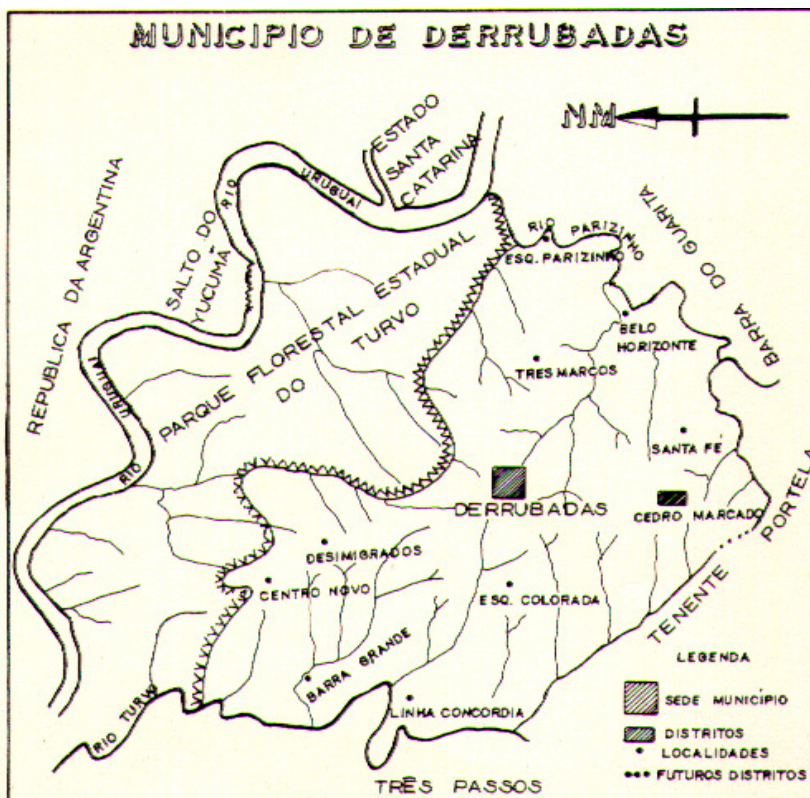 MUNICIPIO DE DERRUBADAS
NM
ESTADO
SANTA
CATARINA
REPÚBLICA DA ARGENTINA
SALTO DO
YUCUMÃ
RIO
URUGUAI
RIO
URUGUAI
PARQUE FLORESTAL ESTADUAL
DO
TURVO
RIO PARIZINHO
ESQ. PARIZINHO
BARRA DO GUARITA
BELO
HORIZONTE
TRES MARCOS
SANTA FÉ
DERRUBADAS
CEDRO MARCADO
TENENTE PORTELA
DESIMIGRADOS
CENTRO NOVO
ESQ. COLORADA
BARRA GRANDE
LINHA CONCORDIA
RIO TURVO
TRÊS PASSOS
LEGENDA
SEDE MUNICÍPIO
DISTRITOS
LOCALIDADES
FUTUROS DISTRITOS